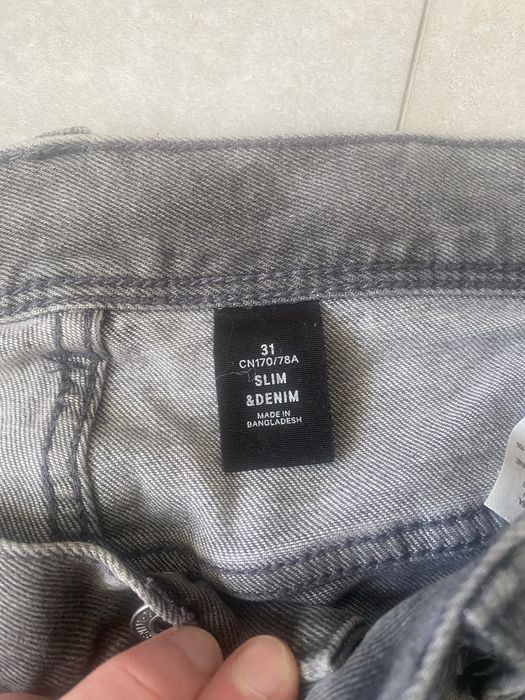 31
CN170/78A
SLIM
&DENIM
MADE IN
BANGLADESH